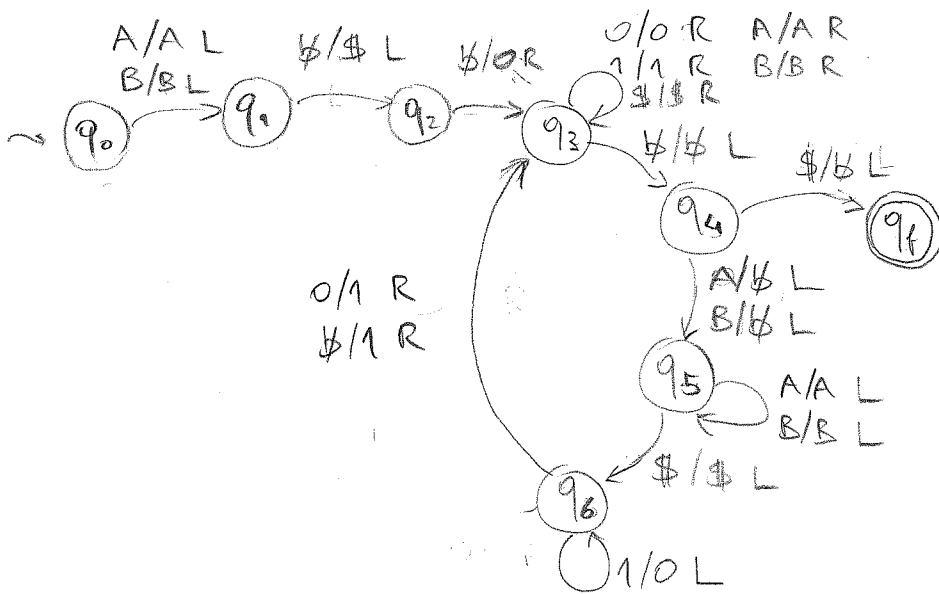 A/A L
B/B L
ƀ/$ L
ƀ/0 R
0/0 R A/A R
1/1 R B/B R
$/$ R
q0
q1
q2
q3
ƀ/ƀ L
$/ƀ L
q4
qf
0/1 R
ƀ/1 R
A/ƀ L
B/ƀ L
q5
A/A L
B/B L
$/$ L
q6
1/0 L